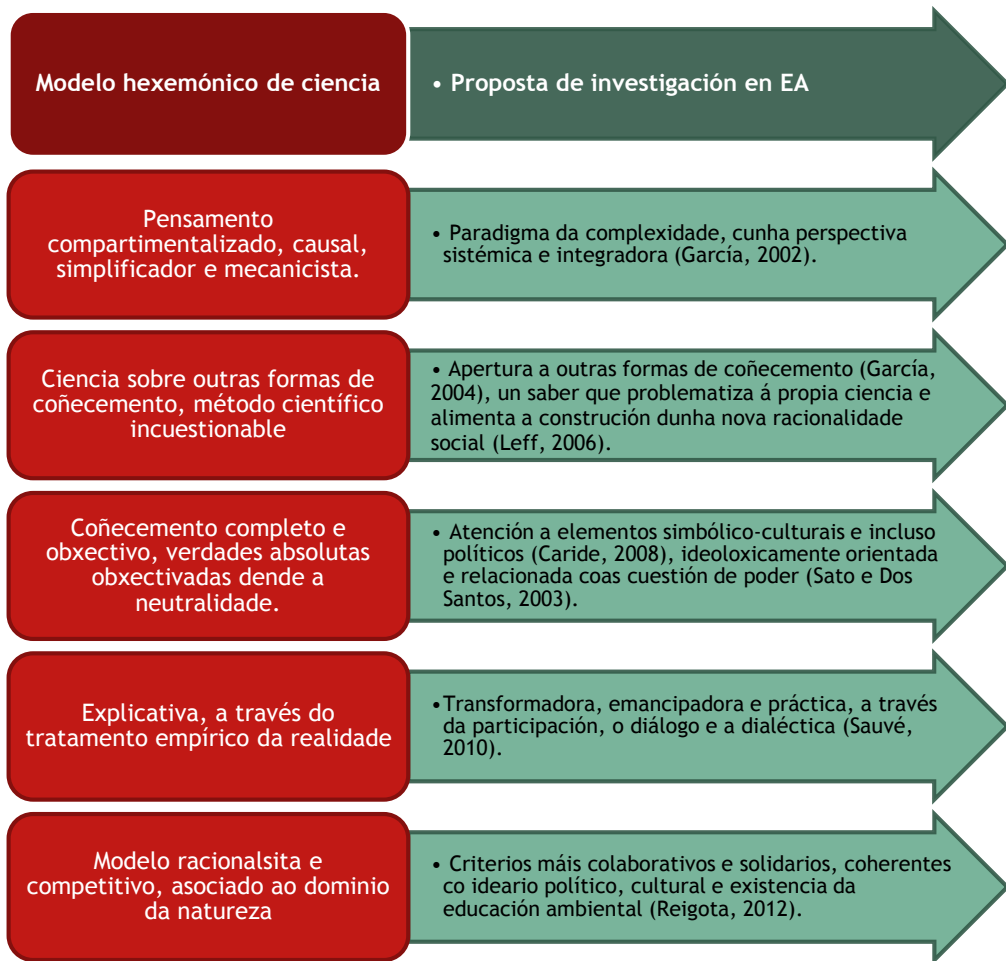 Modelo hexemónico de ciencia
• Proposta de investigación en EA
Pensamento
compartimentalizado, causal,
simplificador e mecanicista.
• Paradigma da complexidade, cunha perspectiva
sistémica e integradora (García, 2002).
Ciencia sobre outras formas de
coñecemento, método científico
incuestionable
• Apertura a outras formas de coñecemento (García,
2004), un saber que problematiza á propia ciencia e
alimenta a construción dunha nova racionalidade
social (Leff, 2006).
Coñecemento completo e
obxectivo, verdades absolutas
obxectivadas dende a
neutralidade.
• Atención a elementos simbólico-culturais e incluso
políticos (Caride, 2008), ideoloxicamente orientada
e relacionada coas cuestión de poder (Sato e Dos
Santos, 2003).
Explicativa, a través do
tratamento empírico da realidade
•Transformadora, emancipadora e práctica, a través
da participación, o diálogo e a dialéctica (Sauvé,
2010).
Modelo racionalsita e
competitivo, asociado ao dominio
da natureza
• Criterios máis colaborativos e solidarios, coherentes
co ideario político, cultural e existencia da
educación ambiental (Reigota, 2012).